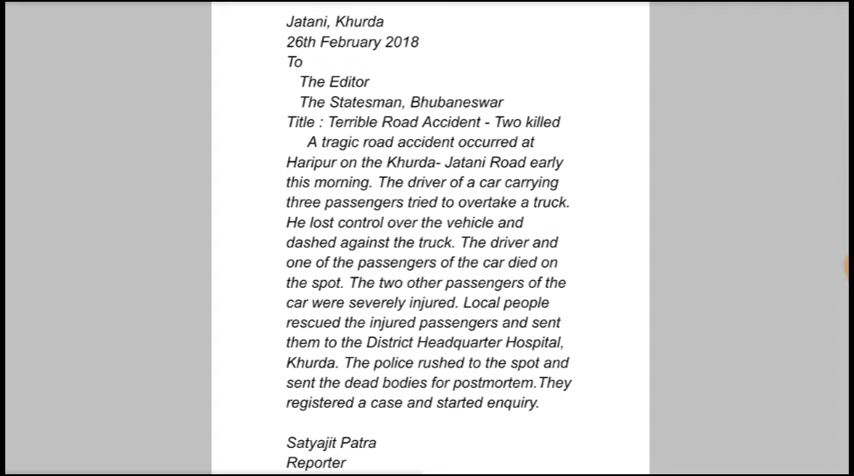 Jatani, Khurda
26th February 2018
To
The Editor
The Statesman, Bhubaneswar
Title : Terrible Road Accident - Two killed
A tragic road accident occurred at
Haripur on the Khurda- Jatani Road early
this morning. The driver of a car carrying
three passengers tried to overtake a truck.
He lost control over the vehicle and
dashed against the truck. The driver and
one of the passengers of the car died on
the spot. The two other passengers of the
car were severely injured. Local people
rescued the injured passengers and sent
them to the District Headquarter Hospital,
Khurda. The police rushed to the spot and
sent the dead bodies for postmortem.They
registered a case and started enquiry.
Satyajit Patra
Reporter